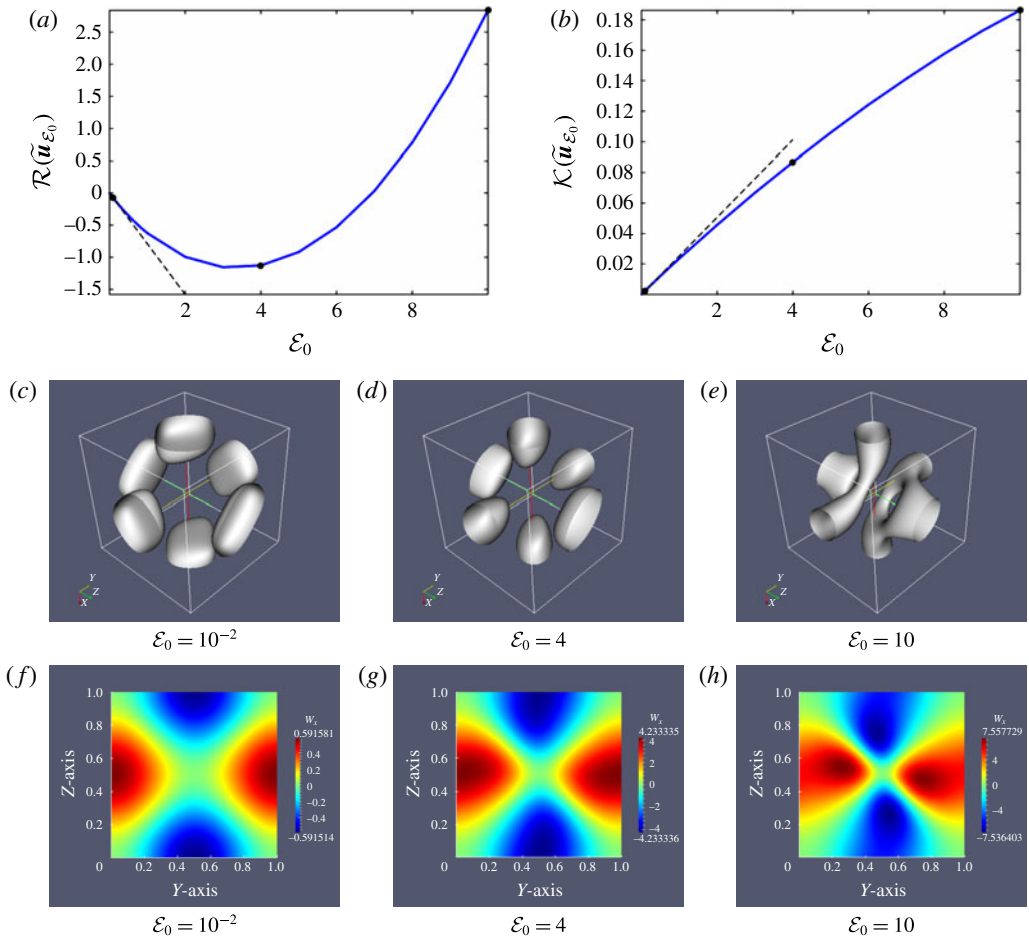 (a)
2.5
2.0
1.5
1.0
0.5
0
−0.5
−1.0
−1.5
2 4 6 8
ℛ(ũ_ℰ₀)
ℰ₀
(b)
0.18
0.16
0.14
0.12
0.10
0.08
0.06
0.04
0.02
2 4 6 8
𝒦(ũ_ℰ₀)
ℰ₀
(c)
Y
Z
X
ℰ₀ = 10⁻²
(d)
Y
Z
X
ℰ₀ = 4
(e)
Y
Z
X
ℰ₀ = 10
(f)
1.0
0.8
0.6
0.4
0.2
0 0.2 0.4 0.6 0.8 1.0
Z-axis
Y-axis
Wₓ
0.591581
0.4
0.2
0
−0.2
−0.4
−0.591514
ℰ₀ = 10⁻²
(g)
1.0
0.8
0.6
0.4
0.2
0 0.2 0.4 0.6 0.8 1.0
Z-axis
Y-axis
Wₓ
4.233335
4
2
0
−2
−4
−4.233336
ℰ₀ = 4
(h)
1.0
0.8
0.6
0.4
0.2
0 0.2 0.4 0.6 0.8 1.0
Z-axis
Y-axis
Wₓ
7.557729
4
0
−4
−7.536403
ℰ₀ = 10